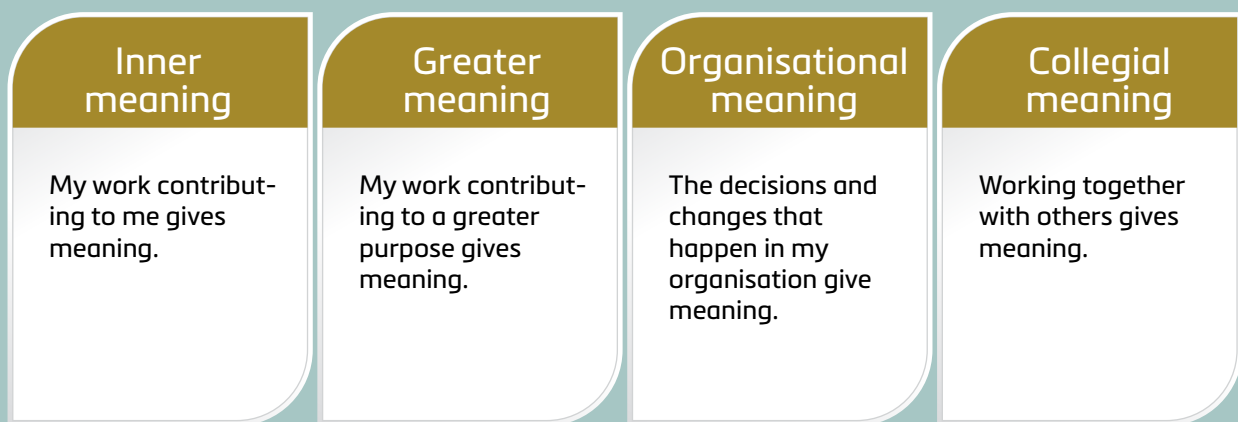 Inner
meaning
My work contribut-
ing to me gives
meaning.
Greater
meaning
My work contribut-
ing to a greater
purpose gives
meaning.
Organisational
meaning
The decisions and
changes that
happen in my
organisation give
meaning.
Collegial
meaning
Working together
with others gives
meaning.